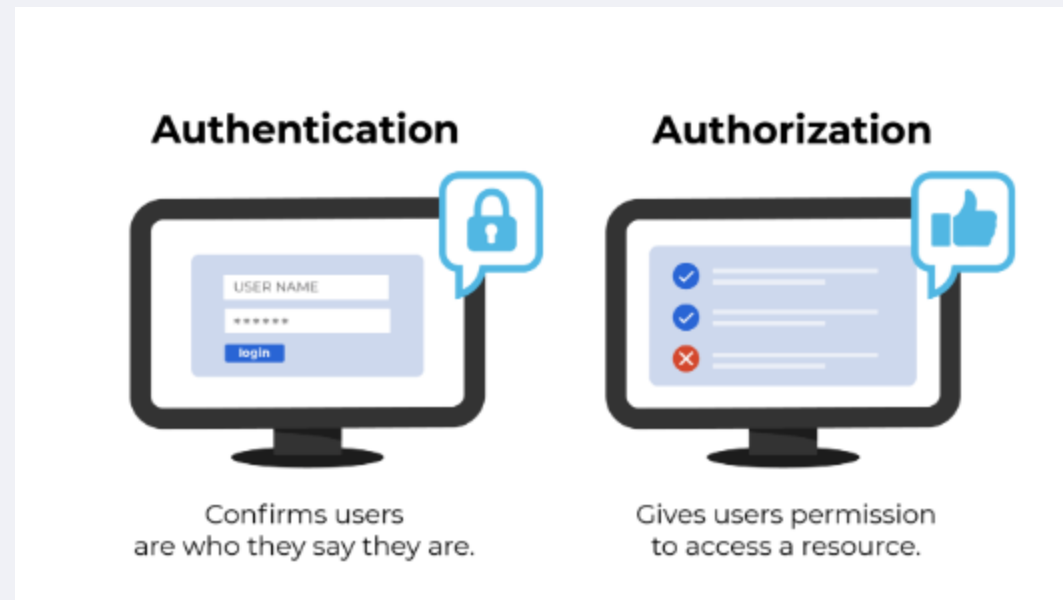 Authentication
Authorization
USER NAME
******
login
Confirms users
are who they say they are.
Gives users permission
to access a resource.